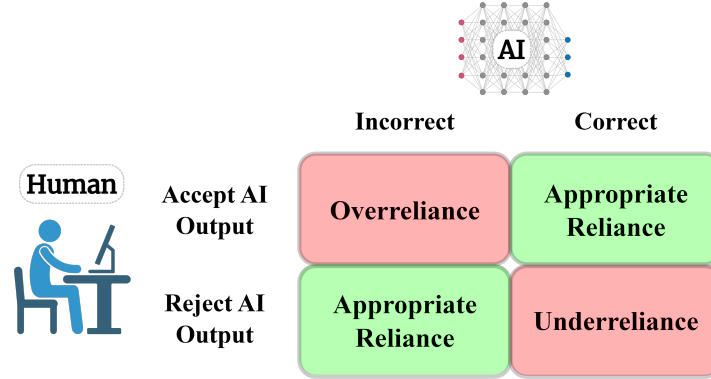 AI
Incorrect Correct
Human
Accept AI
Output
Overreliance
Appropriate
Reliance
Reject AI
Output
Appropriate
Reliance
Underreliance